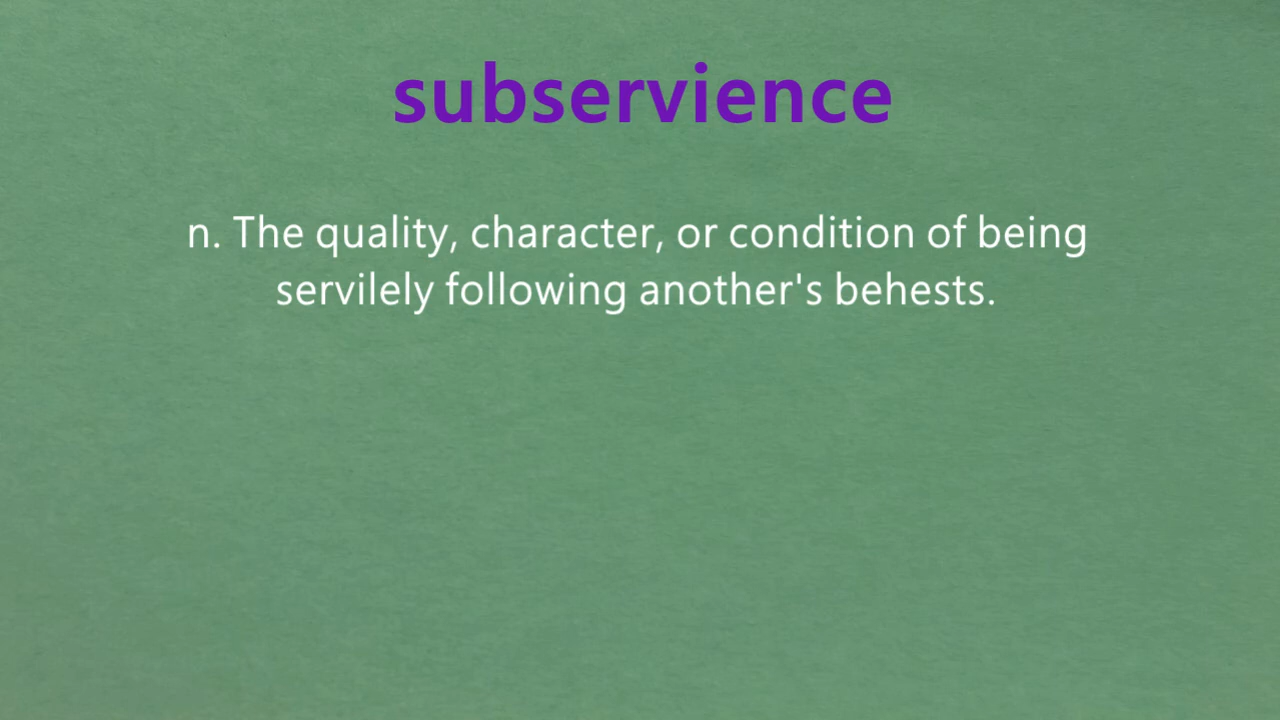 subservience
n. The quality, character, or condition of being
servilely following another's behests.